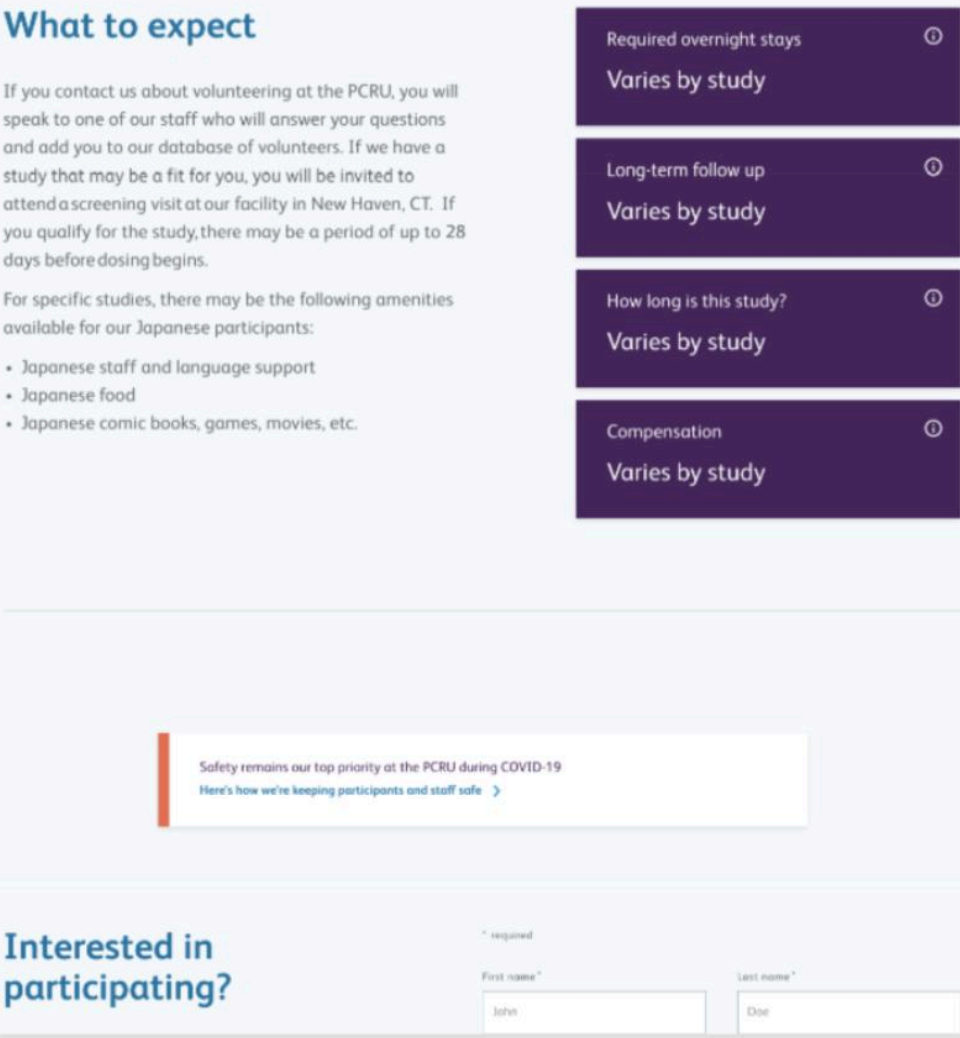 What to expect
If you contact us about volunteering at the PCRU, you will
speak to one of our staff who will answer your questions
and add you to our database of volunteers. If we have a
study that may be a fit for you, you will be invited to
attend a screening visit at our facility in New Haven, CT. If
you qualify for the study, there may be a period of up to 28
days before dosing begins.
For specific studies, there may be the following amenities
available for our Japanese participants:
• Japanese staff and language support
• Japanese food
• Japanese comic books, games, movies, etc.
Required overnight stays
Varies by study
Long-term follow up
Varies by study
How long is this study?
Varies by study
Compensation
Varies by study
Safety remains our top priority at the PCRU during COVID-19
Here's how we're keeping participants and staff safe
Interested in
participating?
* required
First name*
John
Last name*
Doe